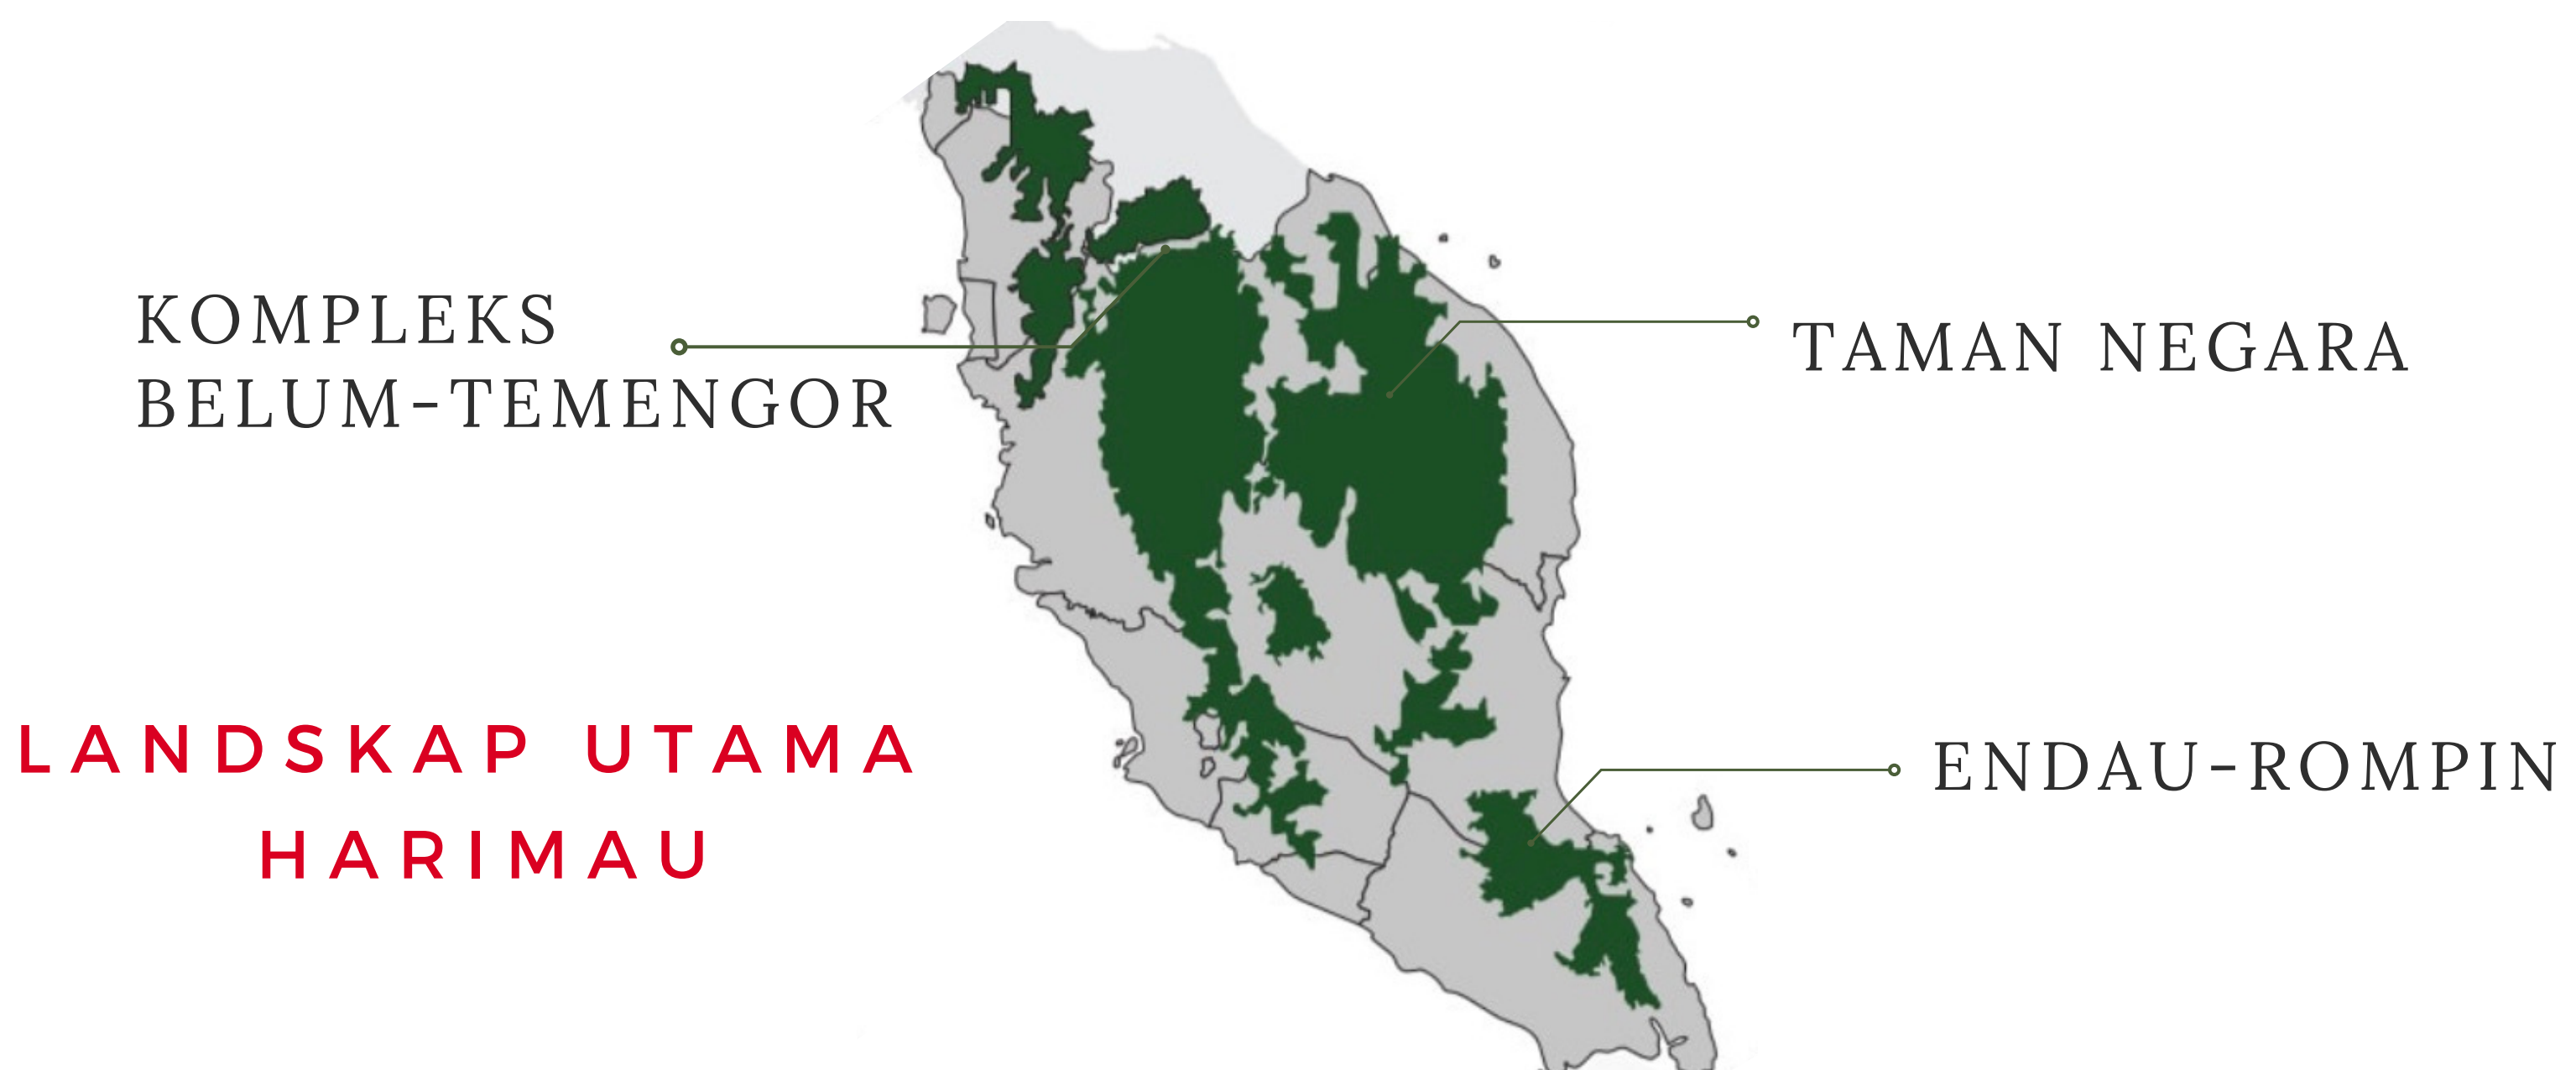 KOMPLEKS
BELUM-TEMENGOR
TAMAN NEGARA
LANDSKAP UTAMA
HARIMAU
ENDAU-ROMPIN